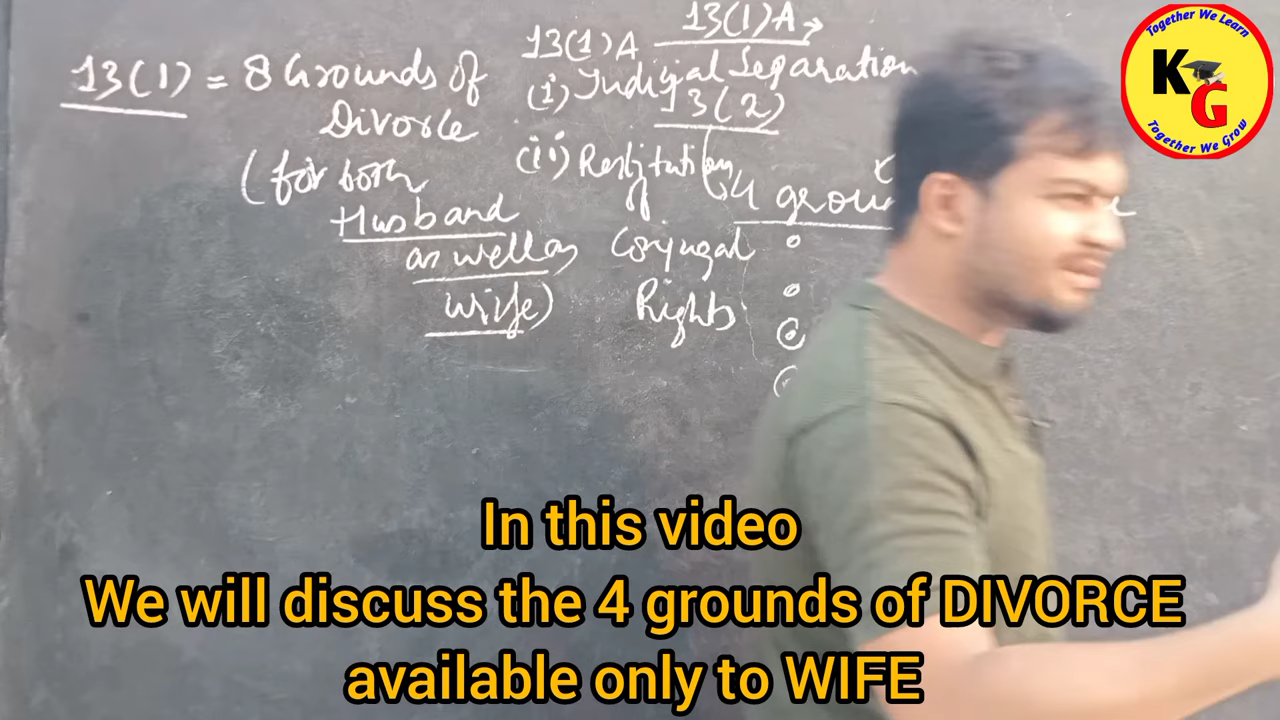 13(1) = 8 Grounds of
Divorce
(for both
Husband
as well as
wife)
13(1)A
(i) Judicial Separation
(ii) Restitution
of
Conjugal
Rights
13(1)A
13(2)
4
Together We Learn
KG
Together We Grow
In this video
We will discuss the 4 grounds of DIVORCE
available only to WIFE